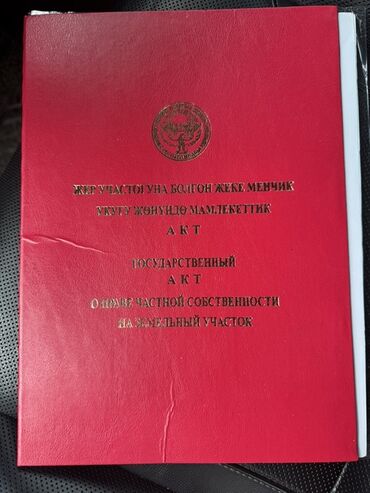 ЖЕР УЧАСТОГУНА БОЛГОН ЖЕКЕ МЕНЧИК
УКУГУ ЖӨНҮНДӨ МАМЛЕКЕТТИК
АКТ
ГОСУДАРСТВЕННЫЙ
АКТ
О ПРАВЕ ЧАСТНОЙ СОБСТВЕННОСТИ
НА ЗЕМЕЛЬНЫЙ УЧАСТОК